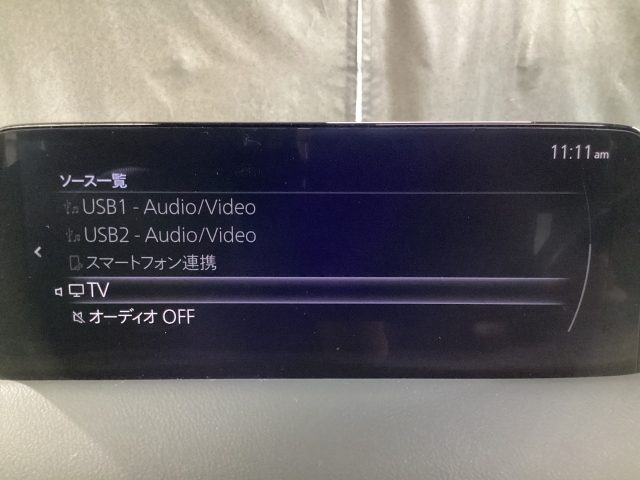 11:11am
ソース一覧
USB1 - Audio/Video
USB2 - Audio/Video
スマートフォン連携
TV
オーディオ OFF